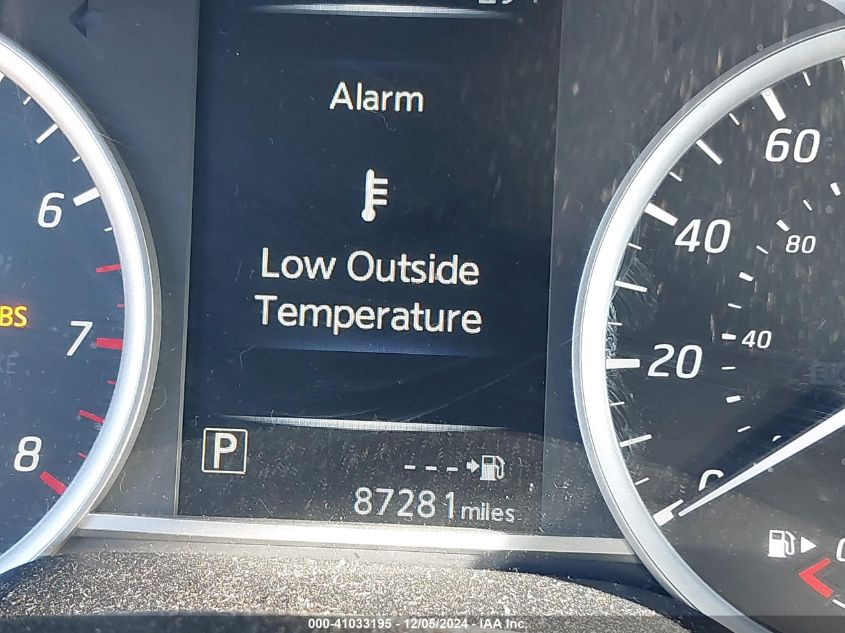 Alarm
Low Outside
Temperature
P
--- 
87281 miles
6
7
8
BS
60
40
20
0
80
40
000-41033195 - 12/05/2024 - IAA Inc.